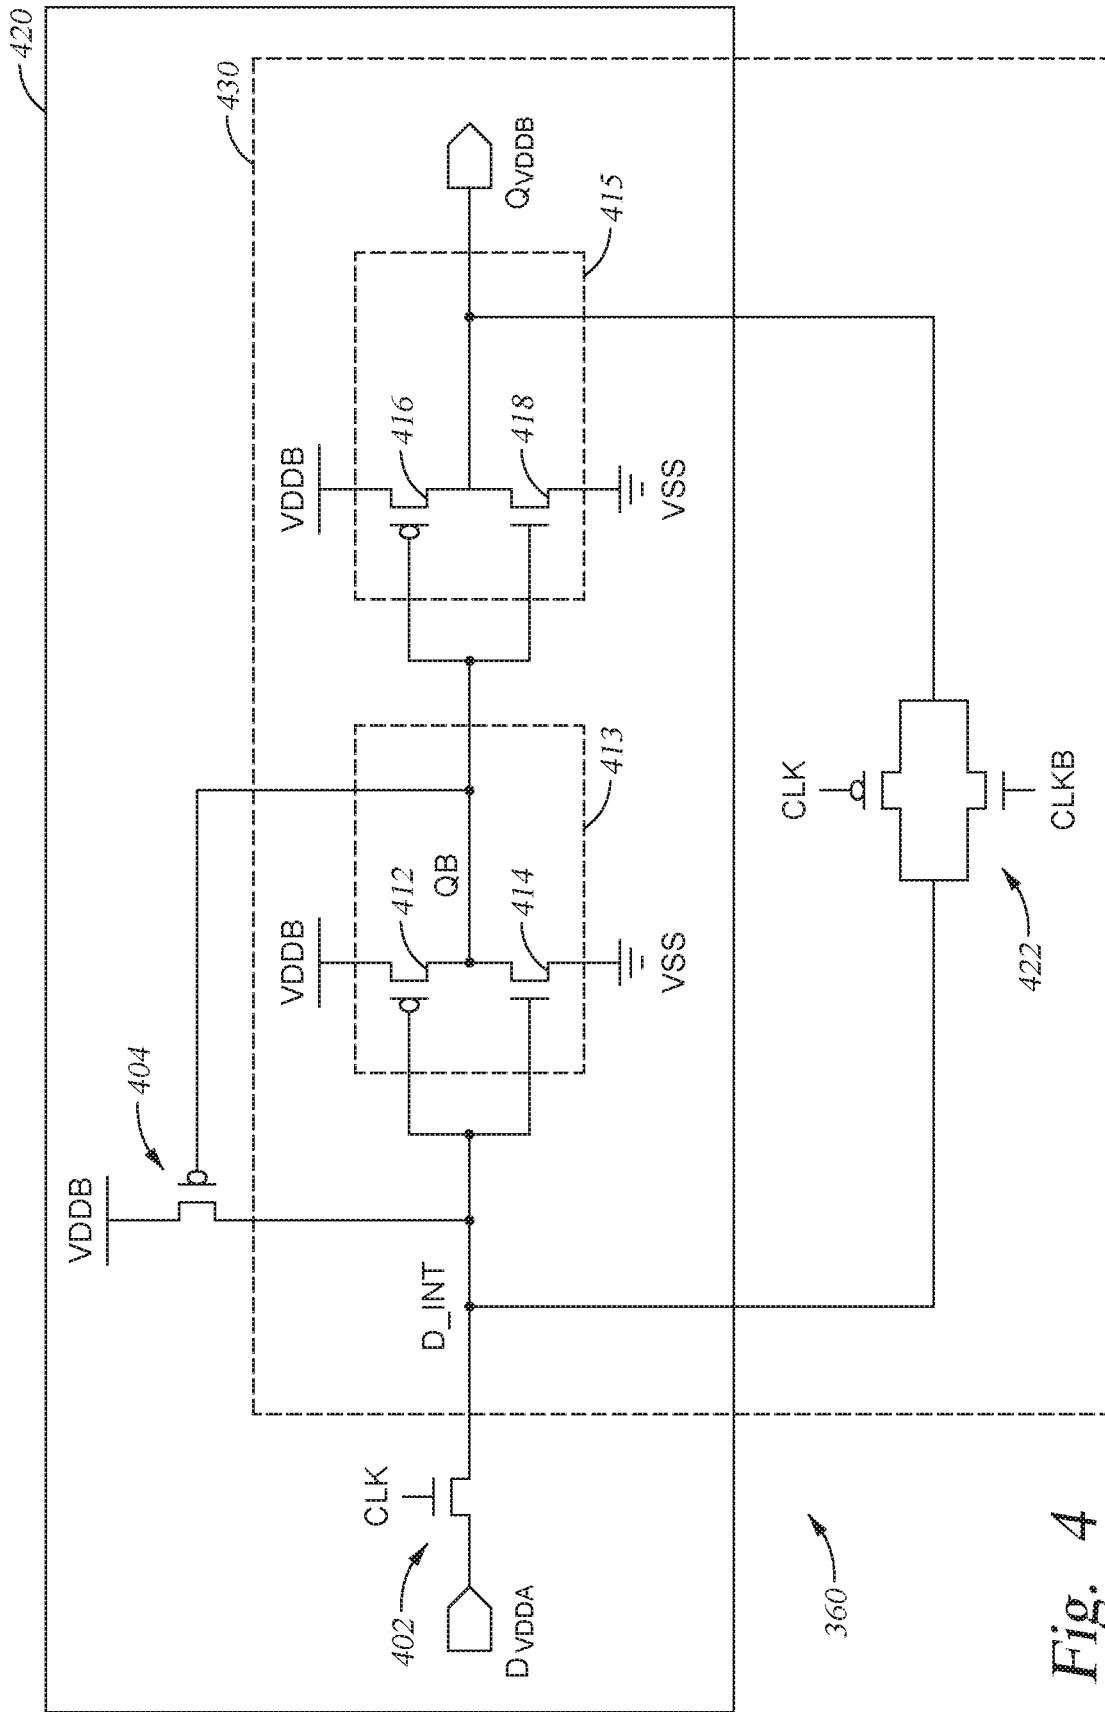 420
430
404
VDDB
VDDB
VDDB
412
QB
414
416
418
VSS
VSS
413
415
QVDDB
D_INT
CLK
402
DVDDA
CLK
CLKB
422
360
Fig. 4